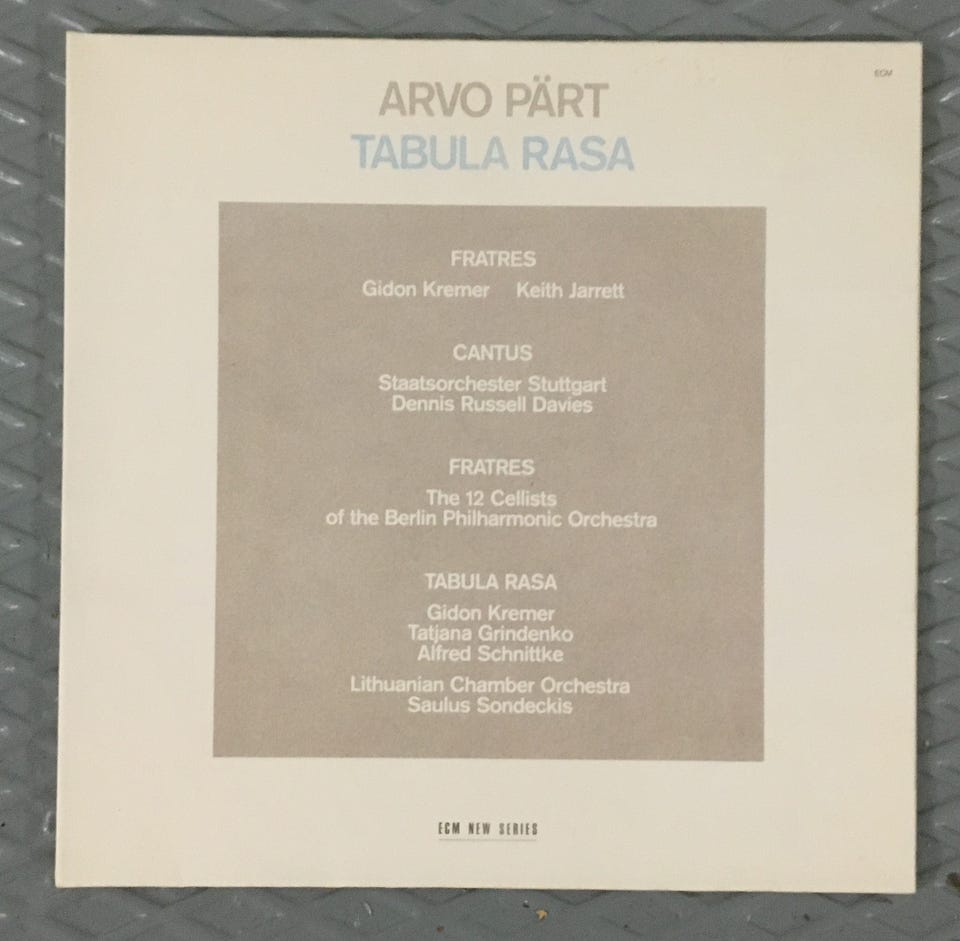 ECM
ARVO PÄRT
TABULA RASA
FRATRES
Gidon Kremer Keith Jarrett
CANTUS
Staatsorchester Stuttgart
Dennis Russell Davies
FRATRES
The 12 Cellists
of the Berlin Philharmonic Orchestra
TABULA RASA
Gidon Kremer
Tatjana Grindenko
Alfred Schnittke
Lithuanian Chamber Orchestra
Saulus Sondeckis
ECM NEW SERIES